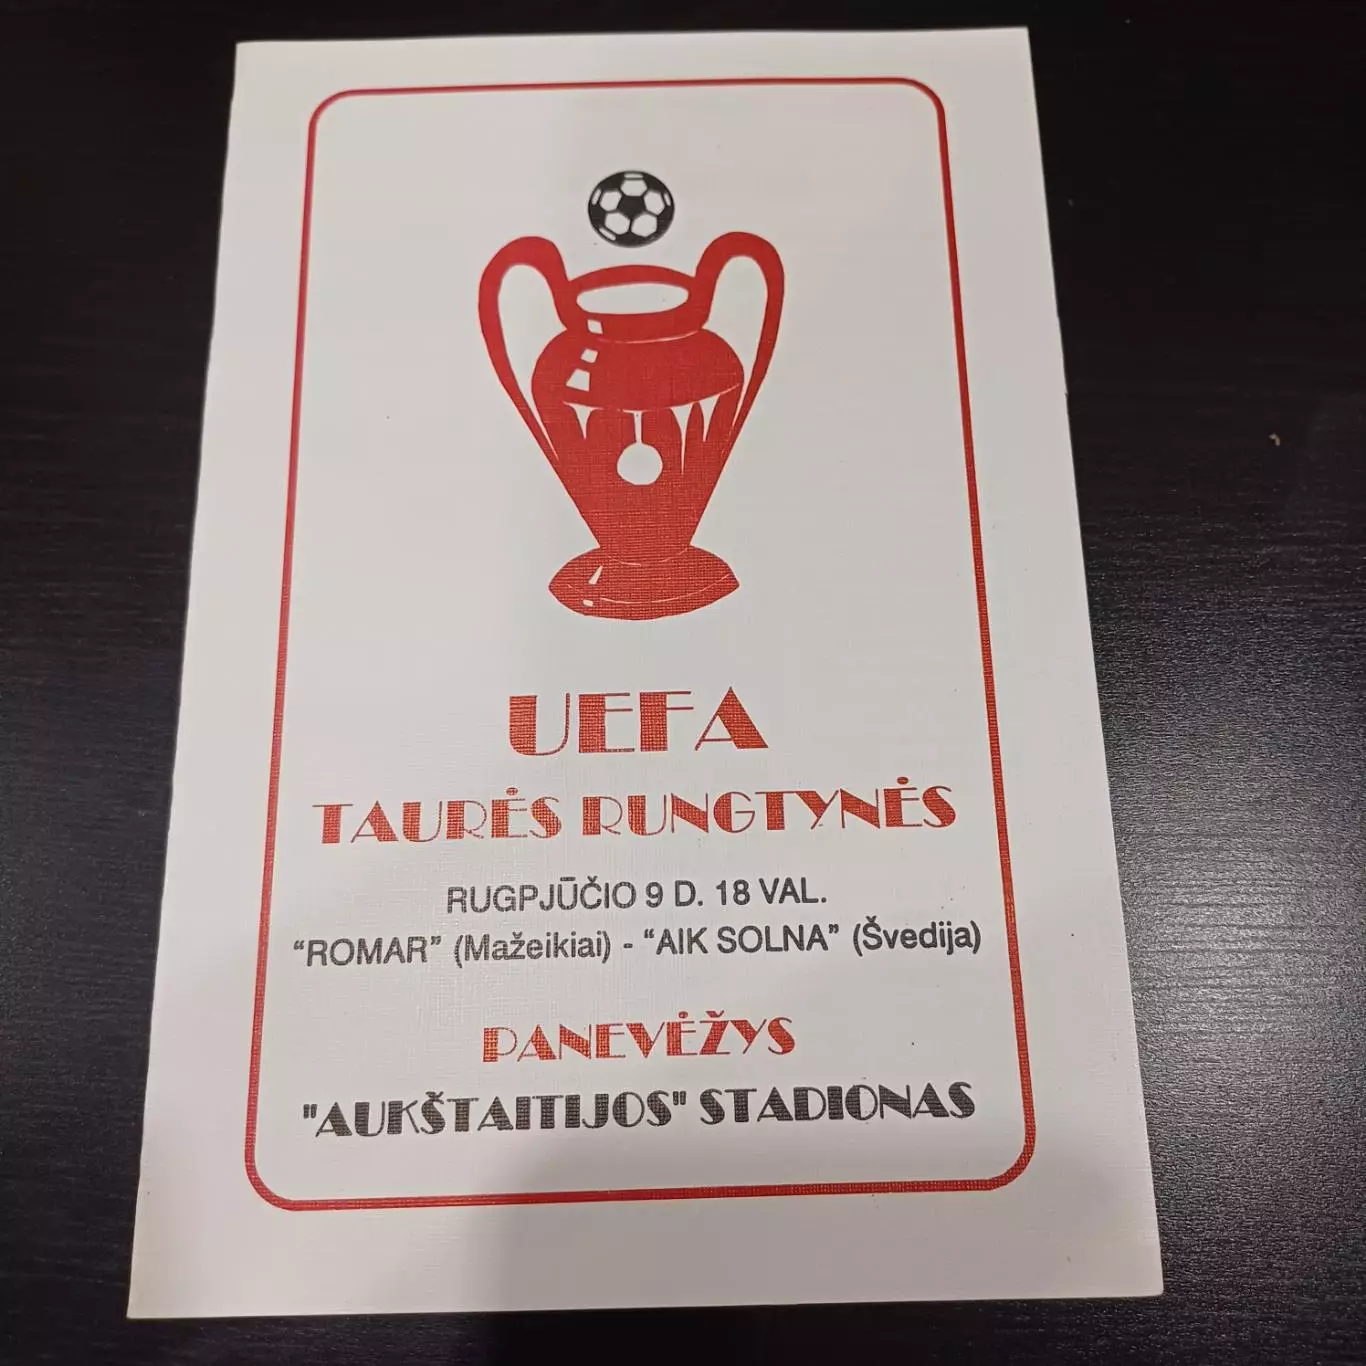 UEFA
TAURĖS RUNGTYNĖS
RUGPJŪČIO 9 D. 18 VAL.
“ROMAR” (Mažeikiai) - “AIK SOLNA” (Švedija)
PANEVĖŽYS
"AUKŠTAITIJOS" STADIONAS